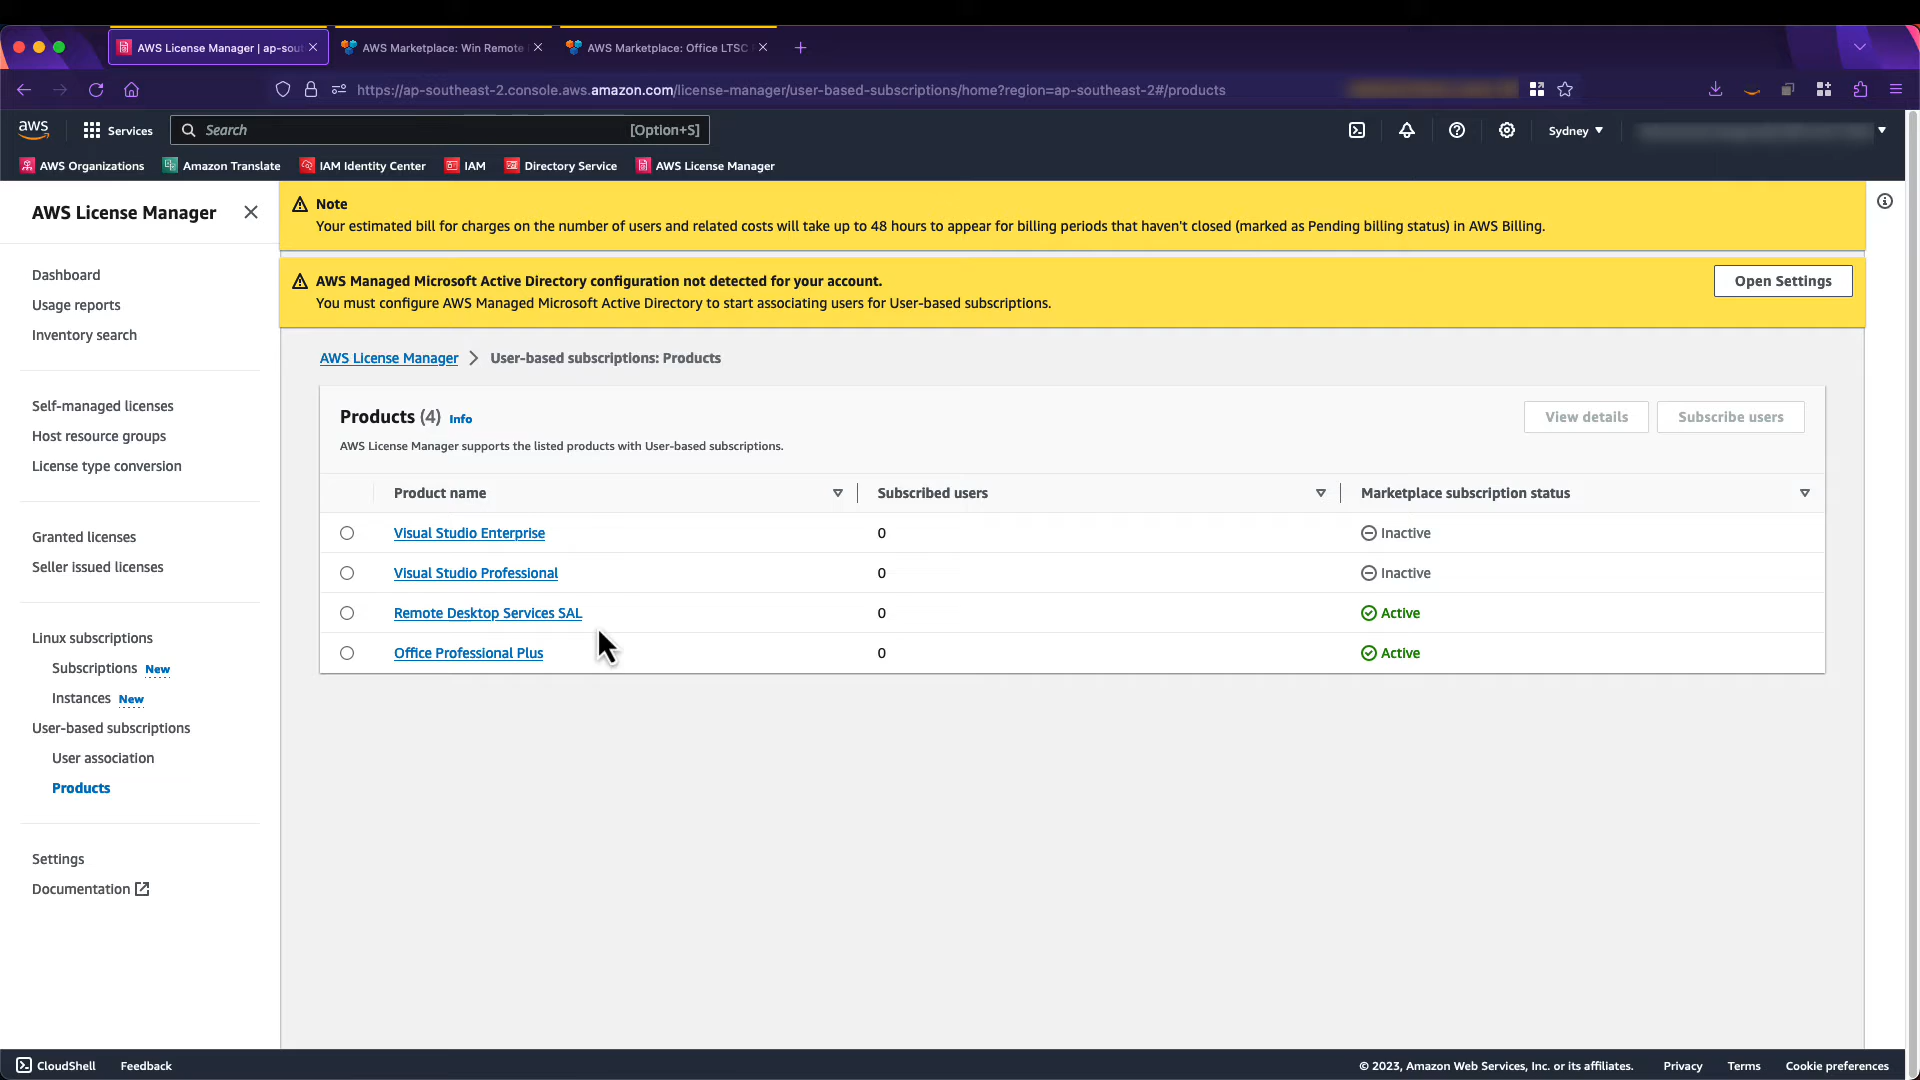 AWS License Manager | ap-sou
AWS Marketplace: Win Remote
AWS Marketplace: Office LTSC
https://ap-southeast-2.console.aws.amazon.com/license-manager/user-based-subscriptions/home?region=ap-southeast-2#/products
aws
Services
Search
[Option+S]
Sydney
AWS Organizations
Amazon Translate
IAM Identity Center
IAM
Directory Service
AWS License Manager
AWS License Manager
Dashboard
Usage reports
Inventory search
Self-managed licenses
Host resource groups
License type conversion
Granted licenses
Seller issued licenses
Linux subscriptions
Subscriptions New
Instances New
User-based subscriptions
User association
Products
Settings
Documentation
Note
Your estimated bill for charges on the number of users and related costs will take up to 48 hours to appear for billing periods that haven't closed (marked as Pending billing status) in AWS Billing.
AWS Managed Microsoft Active Directory configuration not detected for your account.
You must configure AWS Managed Microsoft Active Directory to start associating users for User-based subscriptions.
Open Settings
AWS License Manager > User-based subscriptions: Products
Products (4) Info
AWS License Manager supports the listed products with User-based subscriptions.
View details
Subscribe users
Product name Subscribed users Marketplace subscription status
Visual Studio Enterprise 0 Inactive
Visual Studio Professional 0 Inactive
Remote Desktop Services SAL 0 Active
Office Professional Plus 0 Active
CloudShell
Feedback
© 2023, Amazon Web Services, Inc. or its affiliates.
Privacy
Terms
Cookie preferences